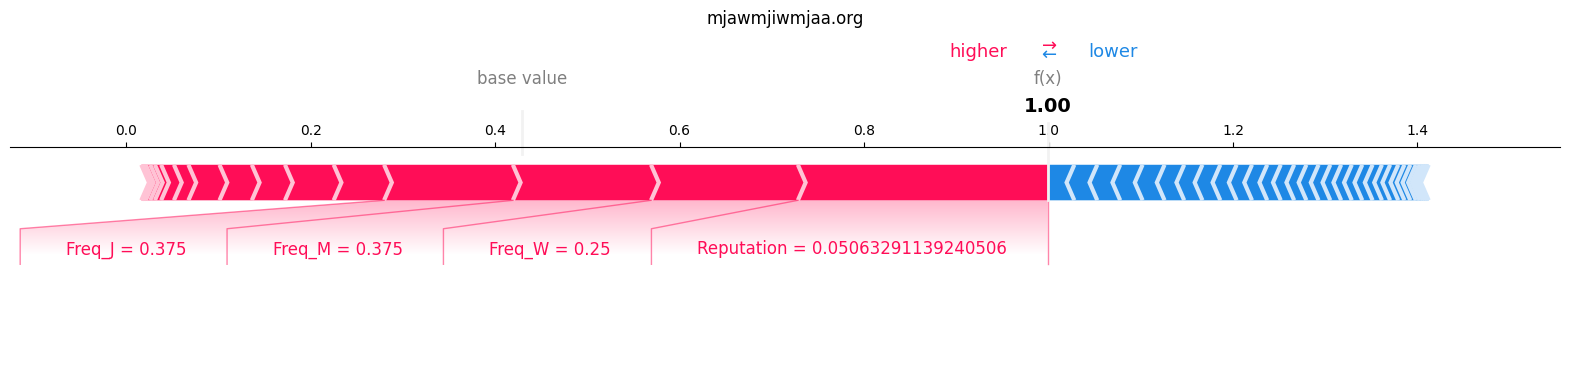 mjawmjiwmjaa.org
higher ⇄ lower
base value f(x)
1.00
0.0 0.2 0.4 0.6 0.8 1.0 1.2 1.4
Freq_J = 0.375 Freq_M = 0.375 Freq_W = 0.25 Reputation = 0.05063291139240506